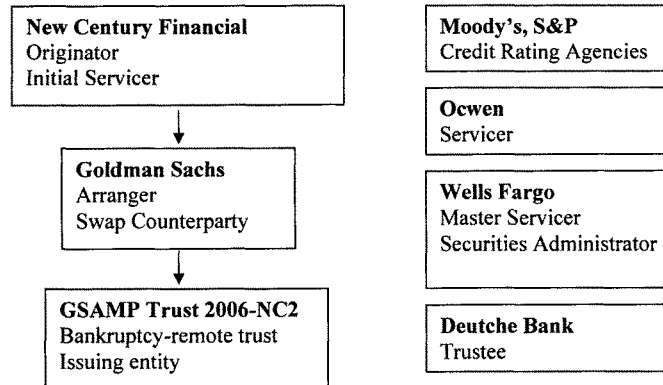 New Century Financial
Originator
Initial Servicer
Goldman Sachs
Arranger
Swap Counterparty
GSAMP Trust 2006-NC2
Bankruptcy-remote trust
Issuing entity
Moody's, S&P
Credit Rating Agencies
Ocwen
Servicer
Wells Fargo
Master Servicer
Securities Administrator
Deutche Bank
Trustee